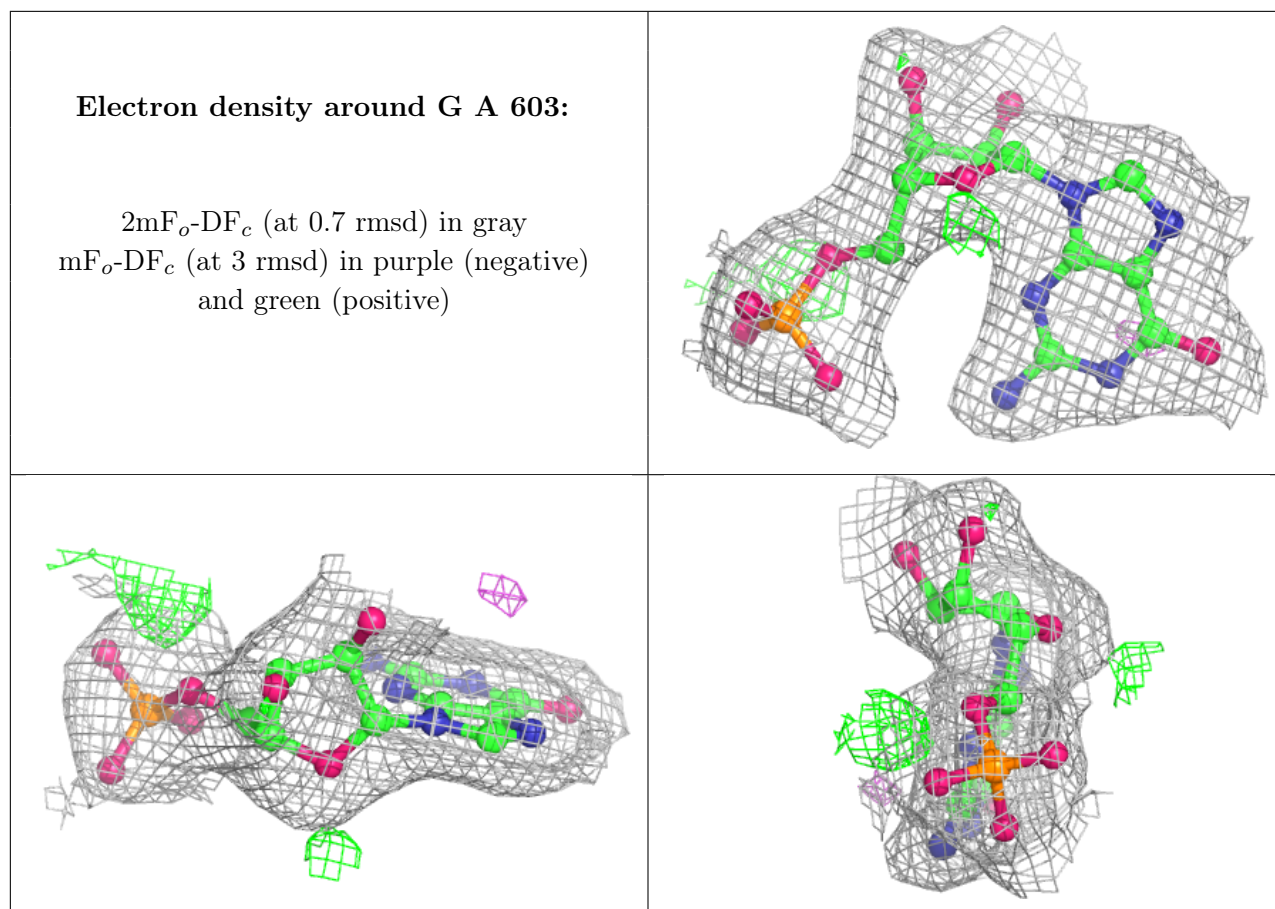 Electron density around G A 603:
2mFo-DFc (at 0.7 rmsd) in gray
mFo-DFc (at 3 rmsd) in purple (negative)
and green (positive)